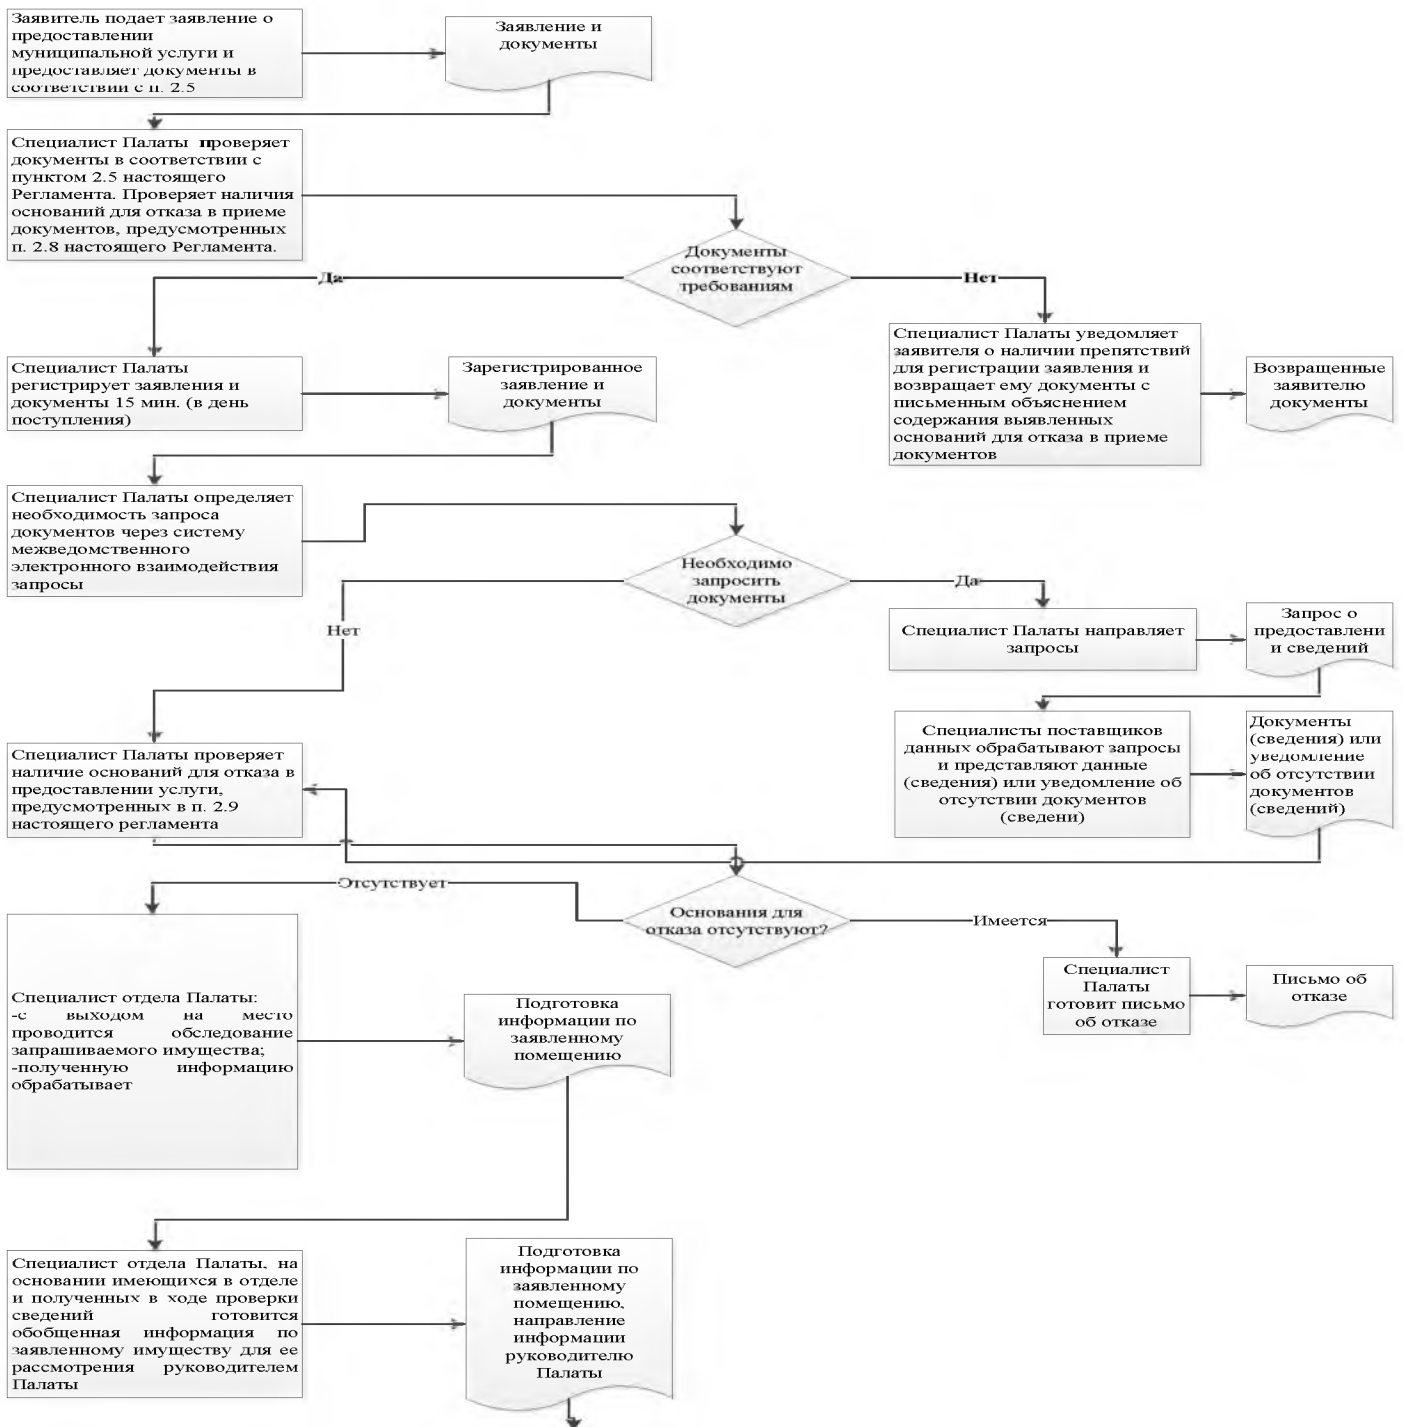 Заявитель подает заявление о
предоставлении
муниципальной услуги и
предоставляет документы в
соответствии с п. 2.5
Заявление и
документы
Специалист Палаты проверяет
документы в соответствии с
пунктом 2.5 настоящего
Регламента. Проверяет наличия
оснований для отказа в приеме
документов, предусмотренных
п. 2.8 настоящего Регламента.
Документы
соответствуют
требованиям
Да
Нет
Специалист Палаты
регистрирует заявления и
документы 15 мин. (в день
поступления)
Зарегистрированное
заявление и
документы
Специалист Палаты уведомляет
заявителя о наличии препятствий
для регистрации заявления и
возвращает ему документы с
письменным объяснением
содержания выявленных
оснований для отказа в приеме
документов
Возвращенные
заявителю
документы
Специалист Палаты определяет
необходимость запроса
документов через систему
межведомственного
электронного взаимодействия
запросы
Необходимо
запросить
документы
Да
Нет
Специалист Палаты направляет
запросы
Запрос о
предоставлени
и сведений
Специалисты поставщиков
данных обрабатывают запросы
и представляют данные
(сведения) или уведомление об
отсутствии документов
(сведени)
Документы
(сведения) или
уведомление
об отсутствии
документов
(сведений)
Специалист Палаты проверяет
наличие оснований для отказа в
предоставлении услуги,
предусмотренных в п. 2.9
настоящего регламента
Основания для
отказа отсутствуют?
Отсутствует
Имеется
Специалист
Палаты
готовит письмо
об отказе
Письмо об
отказе
Специалист отдела Палаты:
-с выходом на место
проводится обследование
запрашиваемого имущества;
-полученную информацию
обрабатывает
Подготовка
информации по
заявленному
помещению
Специалист отдела Палаты, на
основании имеющихся в отделе
и полученных в ходе проверки
сведений готовится
обобщенная информация по
заявленному имуществу для ее
рассмотрения руководителем
Палаты
Подготовка
информации по
заявленному
помещению,
направление
информации
руководителю
Палаты